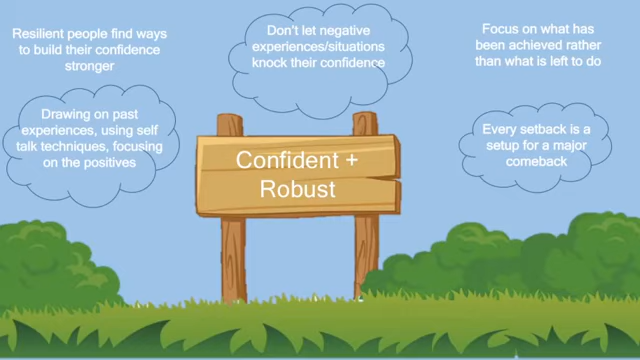 Resilient people find ways
to build their confidence
stronger
Don't let negative
experiences/situations
knock their confidence
Focus on what has
been achieved rather
than what is left to do
Drawing on past
experiences, using self
talk techniques, focusing
on the positives
Every setback is a
setup for a major
comeback
Confident +
Robust